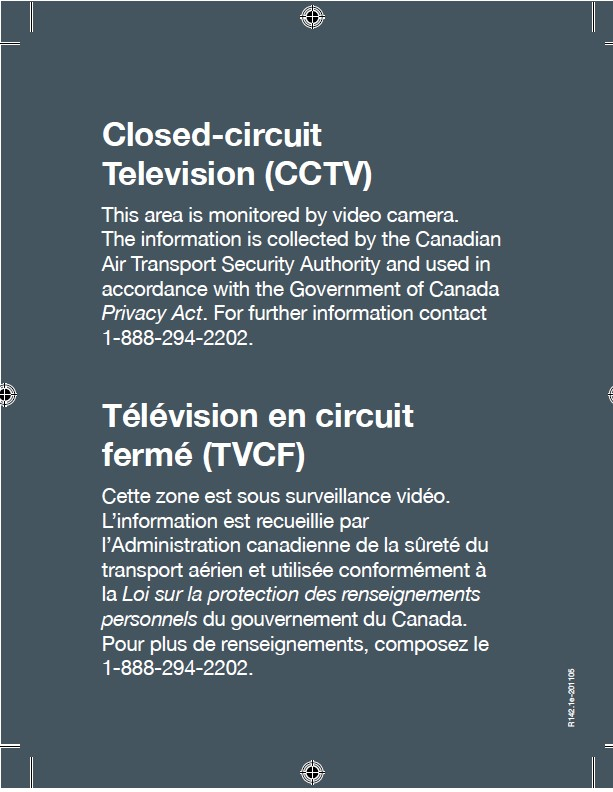 Closed-circuit
Television (CCTV)
This area is monitored by video camera.
The information is collected by the Canadian
Air Transport Security Authority and used in
accordance with the Government of Canada
Privacy Act. For further information contact
1-888-294-2202.
Télévision en circuit
fermé (TVCF)
Cette zone est sous surveillance vidéo.
L’information est recueillie par
l’Administration canadienne de la sûreté du
transport aérien et utilisée conformément à
la Loi sur la protection des renseignements
personnels du gouvernement du Canada.
Pour plus de renseignements, composez le
1-888-294-2202.
R142.1e-201105